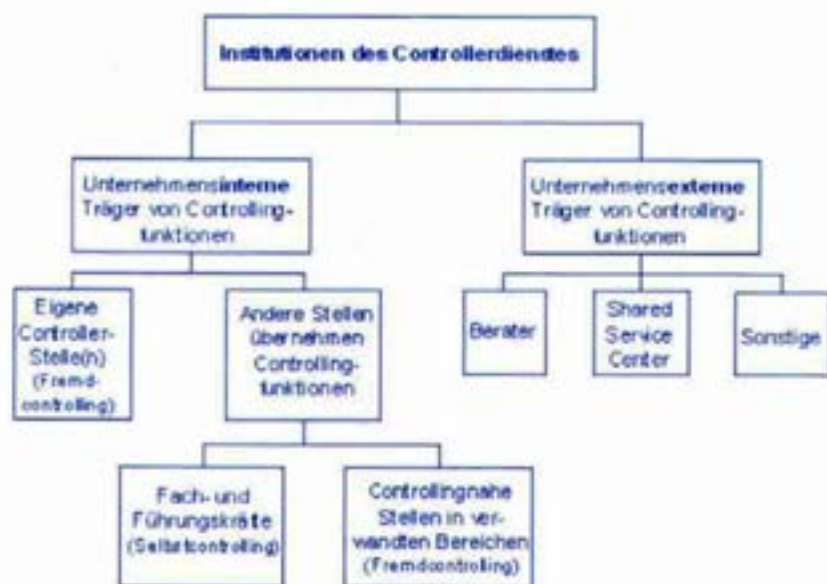 Institutionen des Controllerdienstes
Unternehmensinterne
Träger von Controlling-
funktionen
Unternehmensexterne
Träger von Controlling-
funktionen
Eigene
Controller-
Stelle(n)
(Fremd-
controlling)
Andere Stellen
übernehmen
Controlling-
funktionen
Berater
Shared
Service
Center
Sonstige
Fach- und
Führungskräfte
(Selbstcontrolling)
Controllingnahe
Stellen in ver-
wandten Bereichen
(Fremdcontrolling)